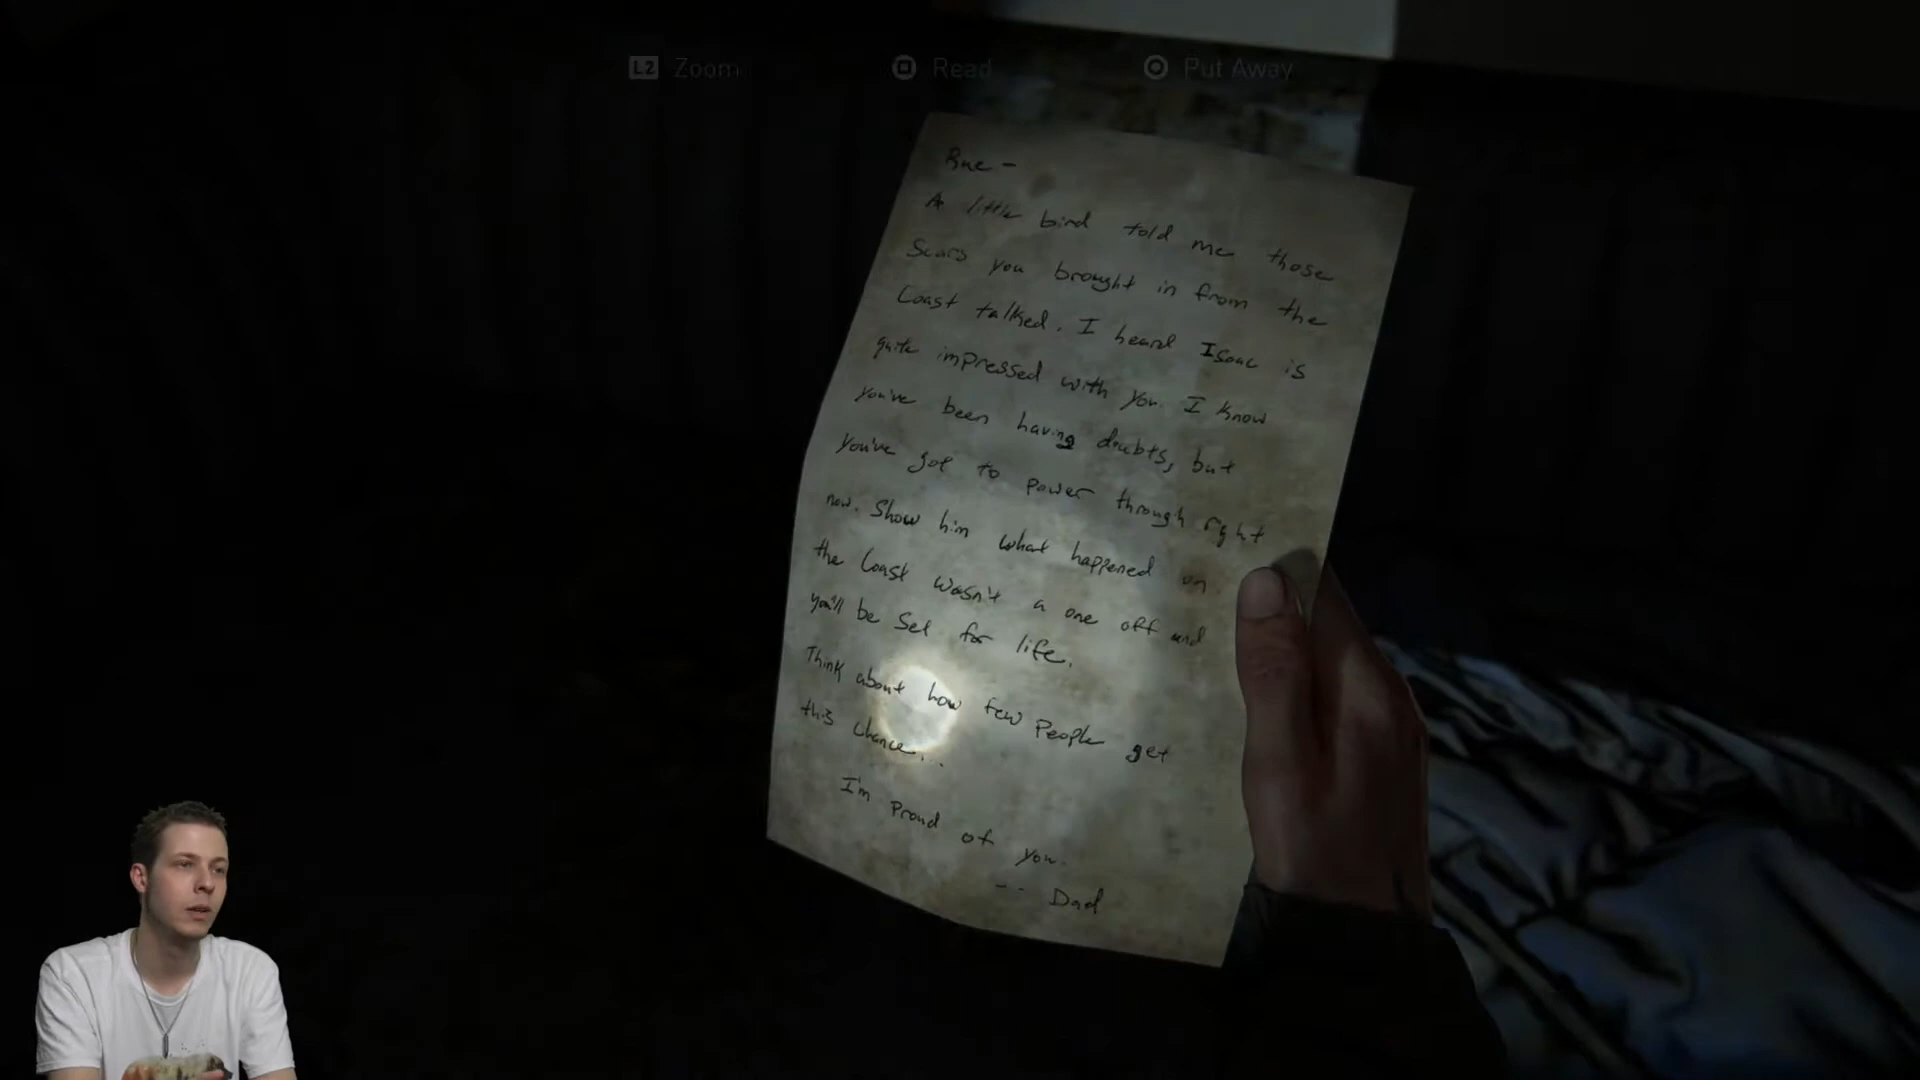 L2 Zoom Read Put Away
Rue -
A little bird told me those
Scars you brought in from the
Coast talked. I heard Isaac is
quite impressed with you. I know
you've been having doubts, but
you've got to power through right
now. Show him what happened on
the Coast wasn't a one off and
you'll be set for life.
Think about how few people get
this chance...
I'm proud of you.
-- Dad